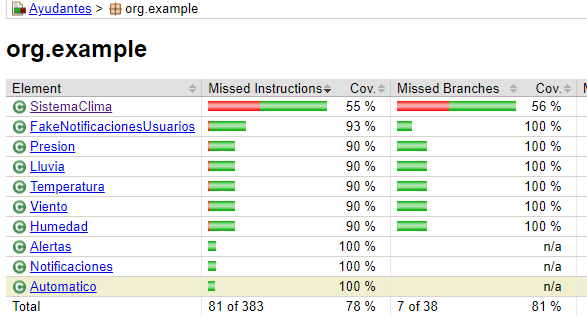 Ayudantes > org.example
org.example
Element Missed Instructions Cov. Missed Branches Cov.
SistemaClima 55 % 56 %
FakeNotificacionesUsuarios 93 % 100 %
Presion 90 % 100 %
Lluvia 90 % 100 %
Temperatura 90 % 100 %
Viento 90 % 100 %
Humedad 90 % 100 %
Alertas 100 % n/a
Notificaciones 100 % n/a
Automatico 100 % n/a
Total 81 of 383 78 % 7 of 38 81 %